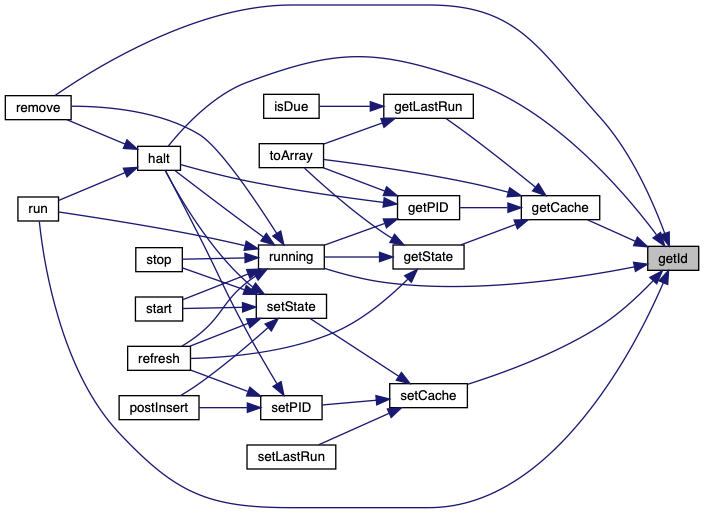 remove
isDue
getLastRun
halt
toArray
run
getPID
getCache
stop
running
getState
getId
start
setState
refresh
postInsert
setPID
setCache
setLastRun